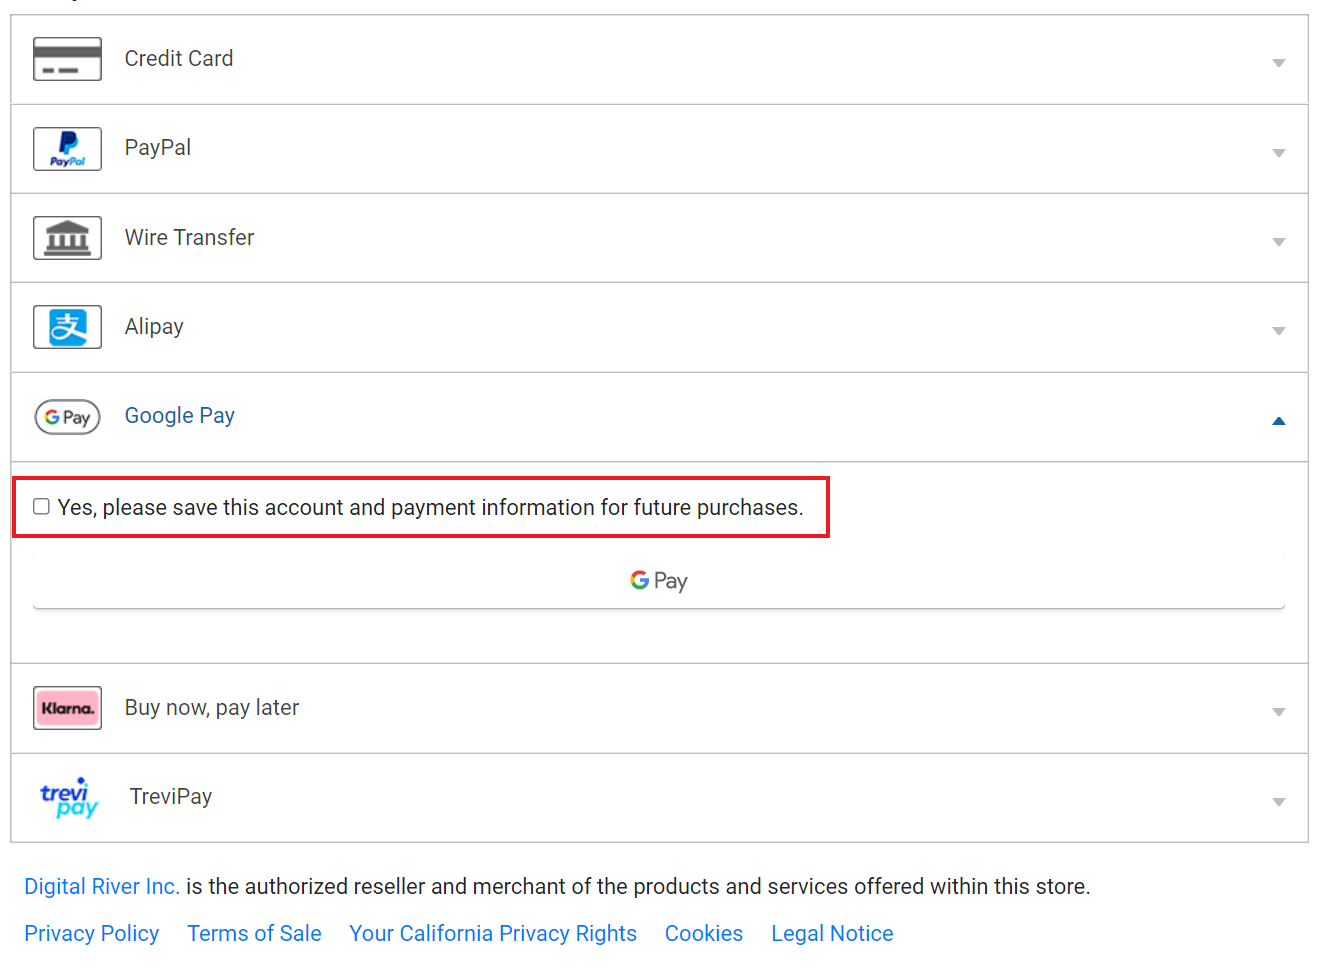 Credit Card
PayPal
PayPal
Wire Transfer
支
Alipay
G Pay
Google Pay
Yes, please save this account and payment information for future purchases.
G Pay
Klarna.
Buy now, pay later
trevi
pay
TreviPay
Digital River Inc. is the authorized reseller and merchant of the products and services offered within this store.
Privacy Policy Terms of Sale Your California Privacy Rights Cookies Legal Notice